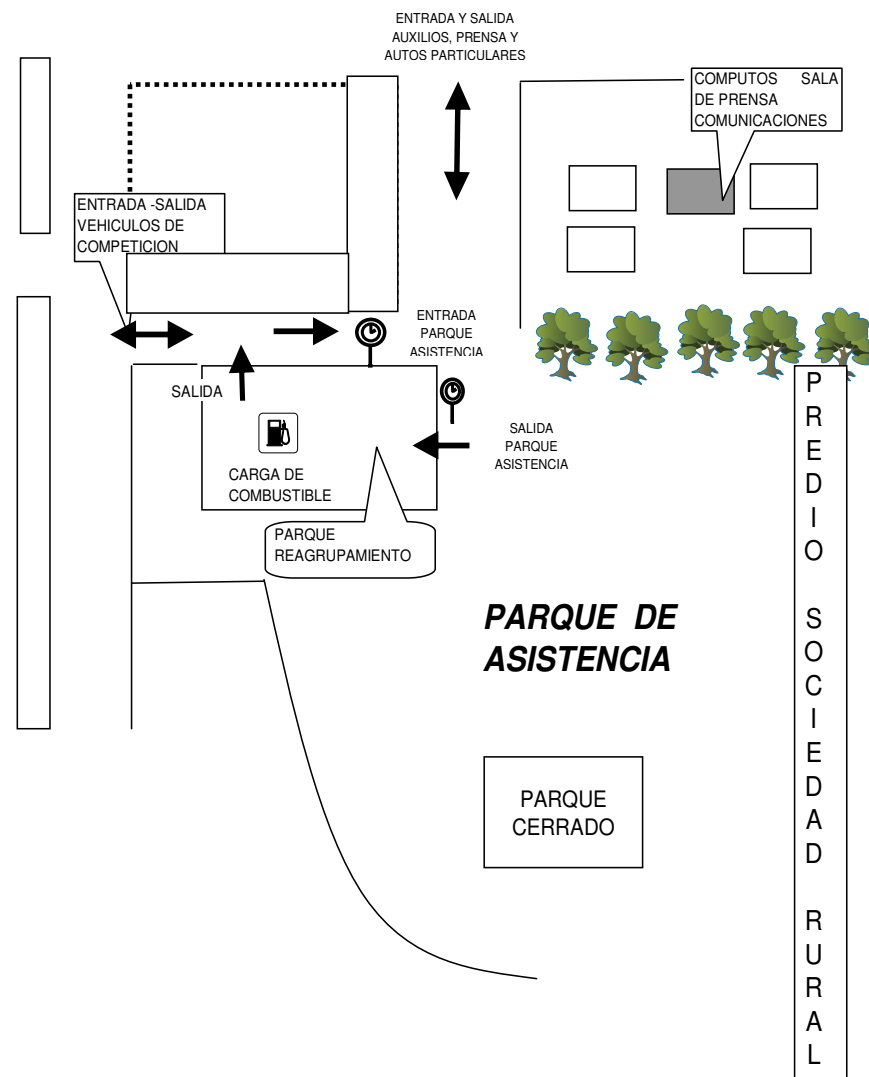 ENTRADA Y SALIDA
AUXILIOS, PRENSA Y
AUTOS PARTICULARES
COMPUTOS SALA
DE PRENSA
COMUNICACIONES
ENTRADA -SALIDA
VEHICULOS DE
COMPETICION
ENTRADA
PARQUE
ASISTENCIA
SALIDA
SALIDA
PARQUE
ASISTENCIA
CARGA DE
COMBUSTIBLE
PARQUE
REAGRUPAMIENTO
PARQUE DE
ASISTENCIA
PARQUE
CERRADO
PREDIO SOCIEDAD RURAL